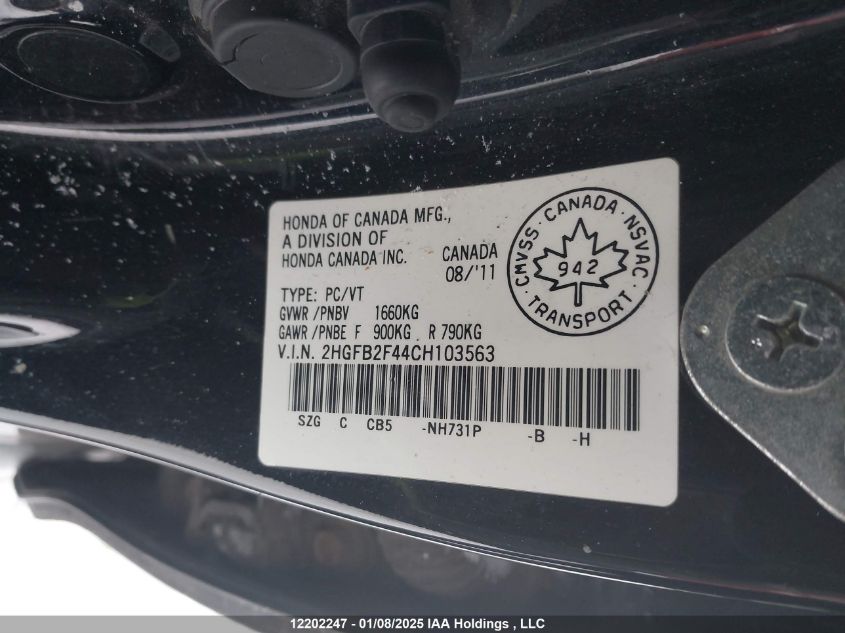 HONDA OF CANADA MFG.,
A DIVISION OF
HONDA CANADA INC.
CANADA
08/'11
CMVSS · CANADA · NSVAC
942
TRANSPORT
TYPE: PC/VT
GVWR/PNBV 1660KG
GAWR/PNBE F 900KG R 790KG
V.I.N. 2HGFB2F44CH103563
SZG C CB5 -NH731P -B -H
12202247 - 01/08/2025 IAA Holdings , LLC